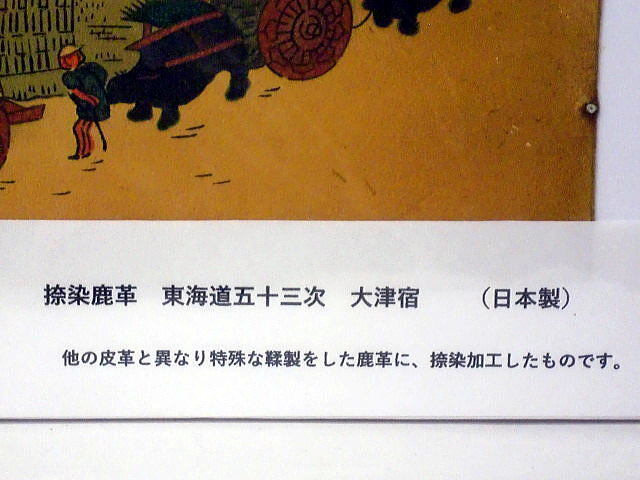 捺染鹿革　東海道五十三次　大津宿　　（日本製）
他の皮革と異なり特殊な鞣製をした鹿革に、捺染加工したものです。